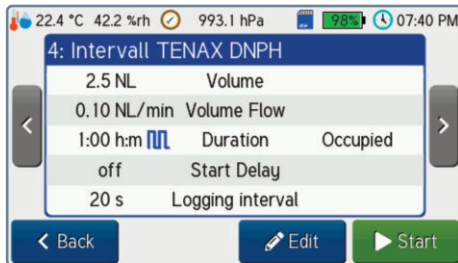 22.4 °C 42.2 %rh 993.1 hPa 98% 07:40 PM
4: Intervall TENAX DNPH
2.5 NL Volume
0.10 NL/min Volume Flow
1:00 h:m Duration Occupied
off Start Delay
20 s Logging interval
< >
Back Edit Start